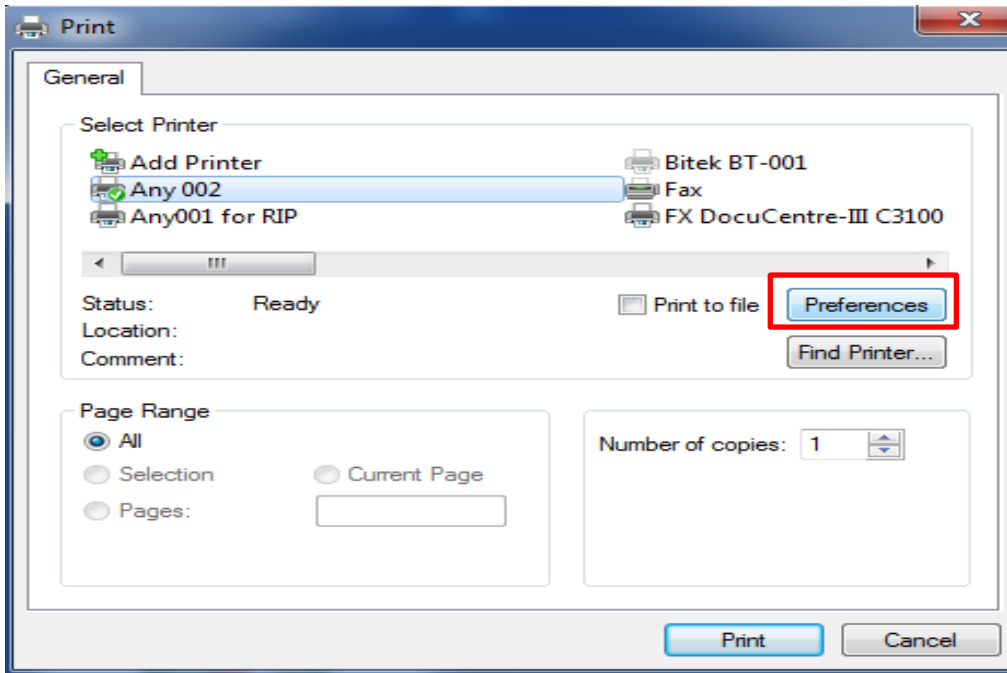 Print
General
Select Printer
Add Printer
Bitek BT-001
Any 002
Fax
Any001 for RIP
FX DocuCentre-III C3100
Status: Ready
Print to file
Preferences
Location:
Comment:
Find Printer...
Page Range
All
Number of copies: 1
Selection
Current Page
Pages:
Print
Cancel